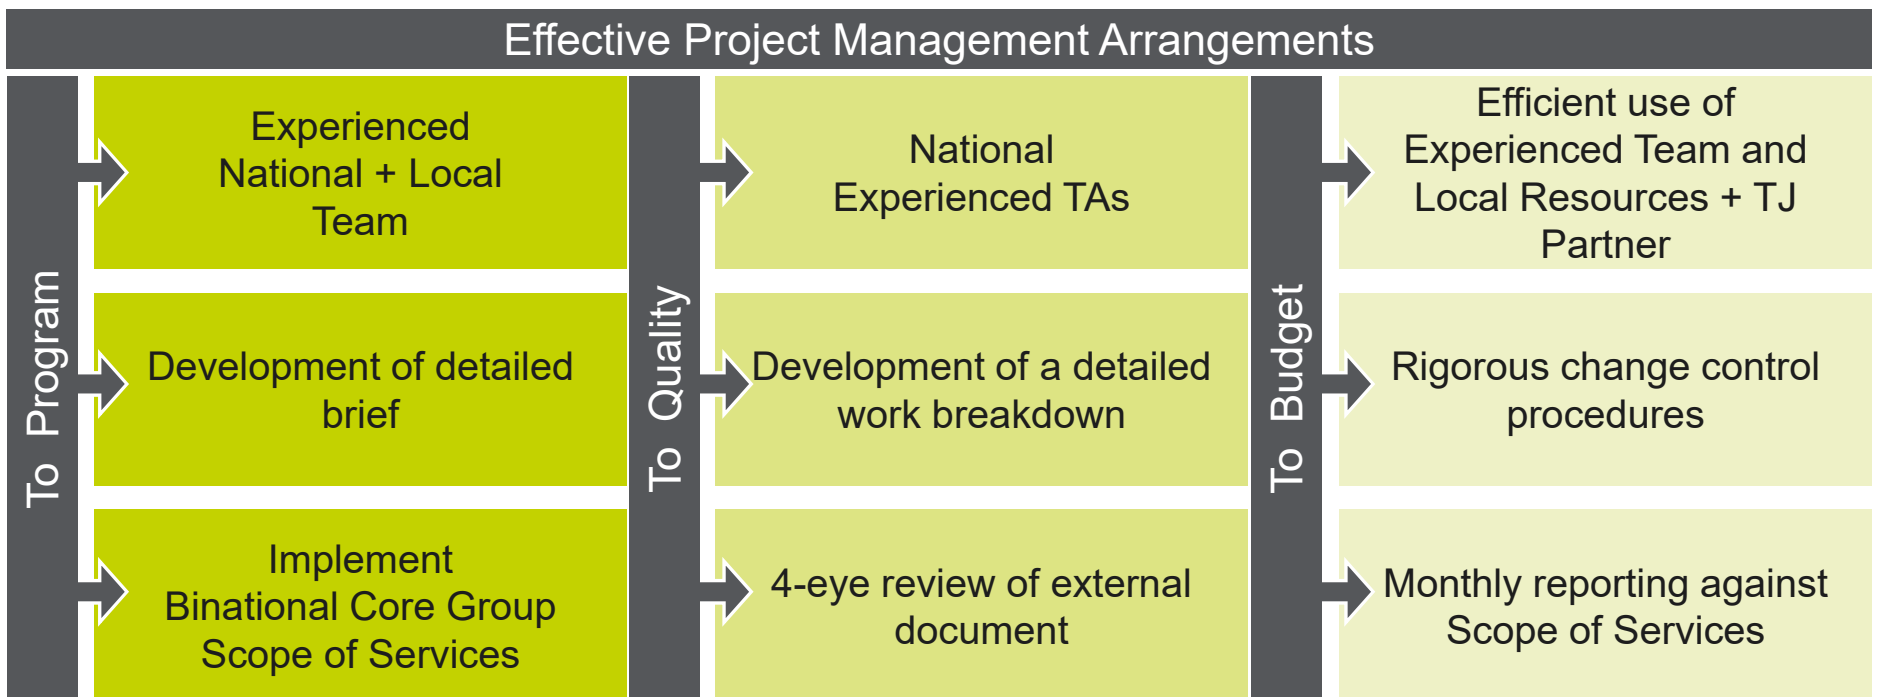 Effective Project Management Arrangements
To Program
Experienced
National + Local
Team
Development of detailed
brief
Implement
Binational Core Group
Scope of Services
To Quality
National
Experienced TAs
Development of a detailed
work breakdown
4-eye review of external
document
To Budget
Efficient use of
Experienced Team and
Local Resources + TJ
Partner
Rigorous change control
procedures
Monthly reporting against
Scope of Services